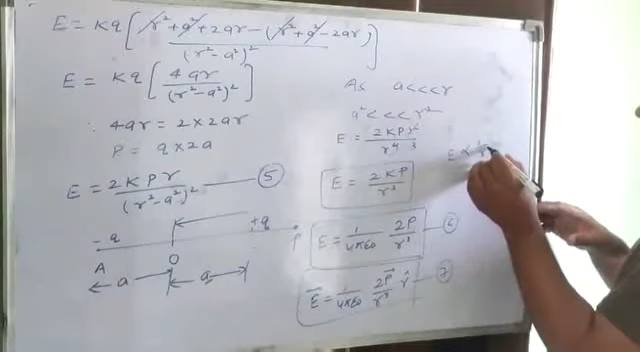 E = Kq [ r² + a² + 2ar - (r² + a² - 2ar) / (r² - a²)² ]
E = Kq [ 4ar / (r² - a²)² ]
∴ 4ar = 2 × 2ar
P = q × 2a
E = 2KPr / (r² - a²)² — (5)
-q +q P
A O
a a
As a<<<r
a² <<< r²
E = 2KPr / r⁴ ³
E = 2KP / r³
E = 1/4πε₀ 2P/r³ — (6)
E⃗ = 1/4πε₀ 2P⃗/r³ r̂ — (7)
E ∝